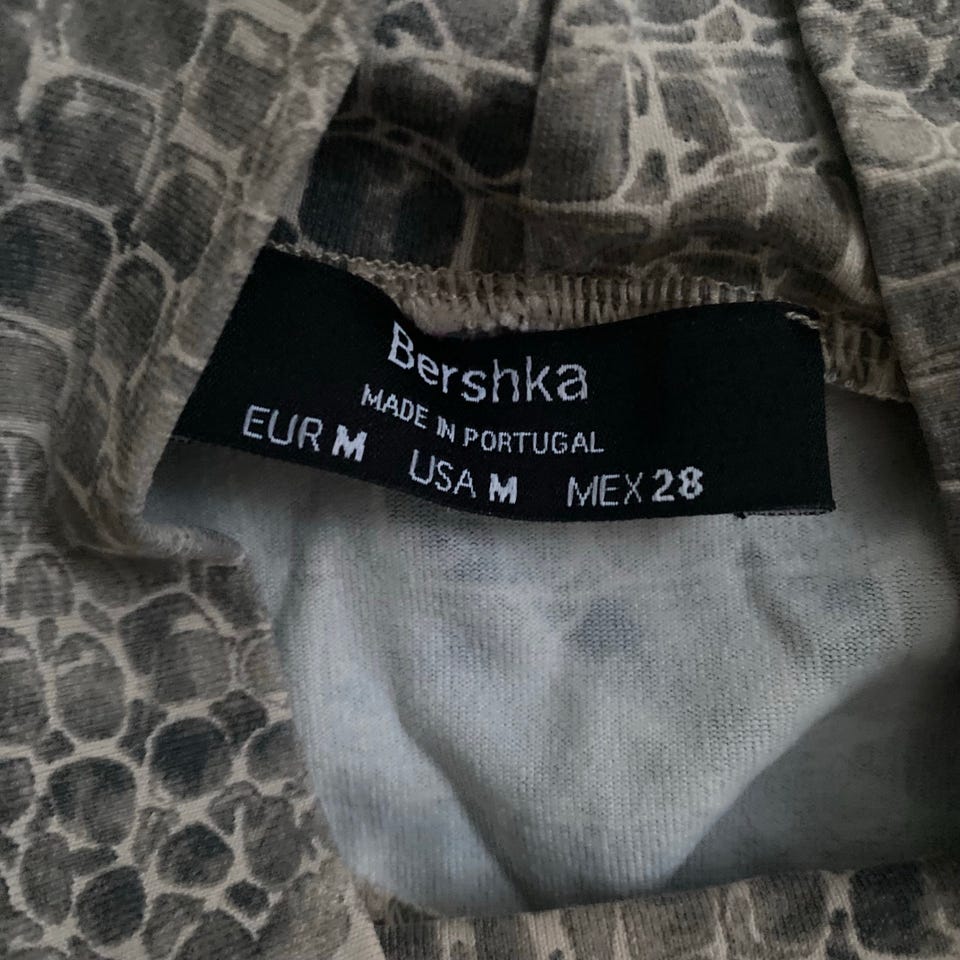 Bershka
MADE IN PORTUGAL
EUR M USA M MEX 28